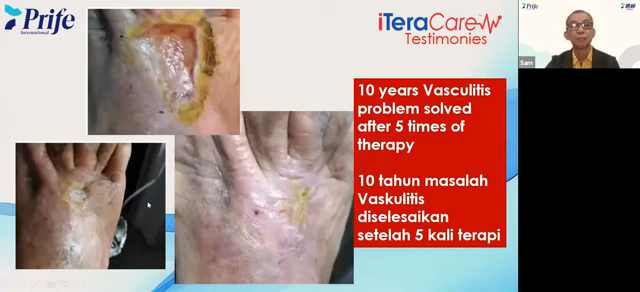 Prife
International
iTeraCare
Testimonies
10 years Vasculitis
problem solved
after 5 times of
therapy
10 tahun masalah
Vaskulitis
diselesaikan
setelah 5 kali terapi
Prife
Sam